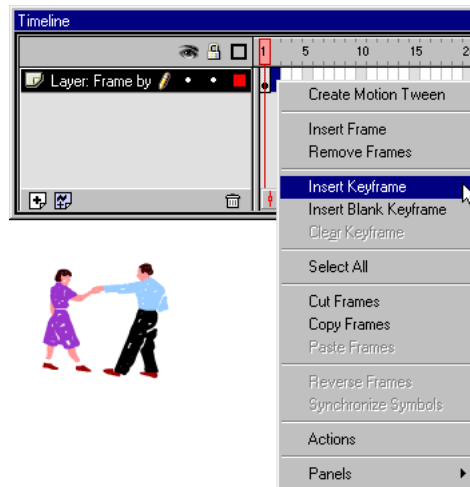 Timeline
1 5 10 15 2
Layer: Frame by
Create Motion Tween
Insert Frame
Remove Frames
Insert Keyframe
Insert Blank Keyframe
Clear Keyframe
Select All
Cut Frames
Copy Frames
Paste Frames
Reverse Frames
Synchronize Symbols
Actions
Panels